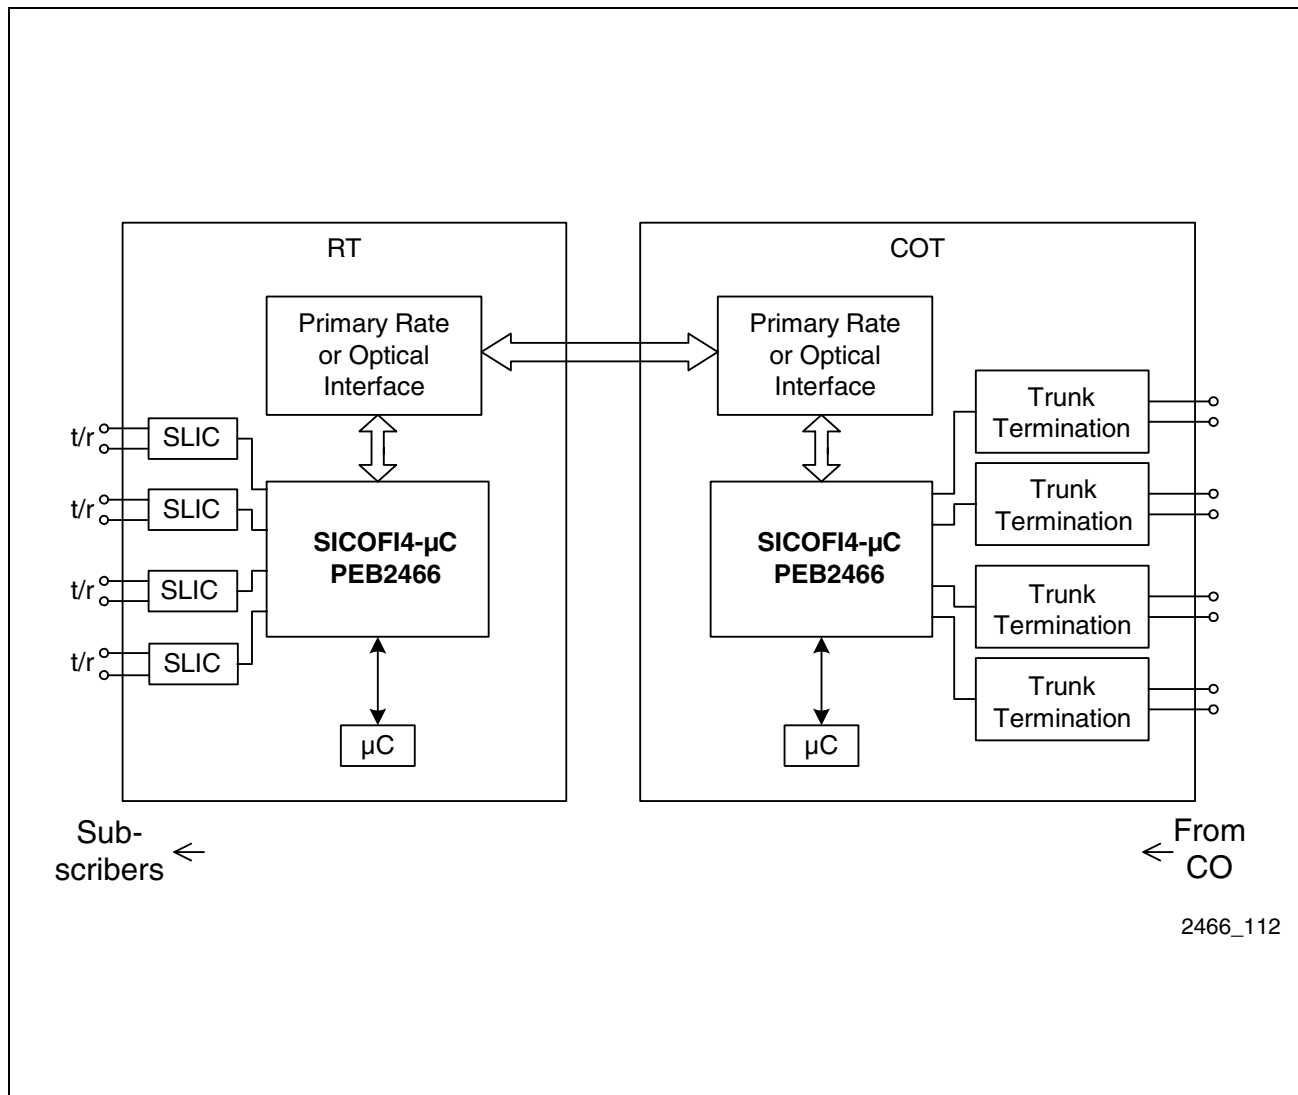 RT
Primary Rate
or Optical
Interface
t/r
SLIC
t/r
SLIC
t/r
SLIC
t/r
SLIC
SICOFI4-µC
PEB2466
µC
COT
Primary Rate
or Optical
Interface
SICOFI4-µC
PEB2466
µC
Trunk
Termination
Trunk
Termination
Trunk
Termination
Trunk
Termination
Sub-
scribers
From
CO
2466_112